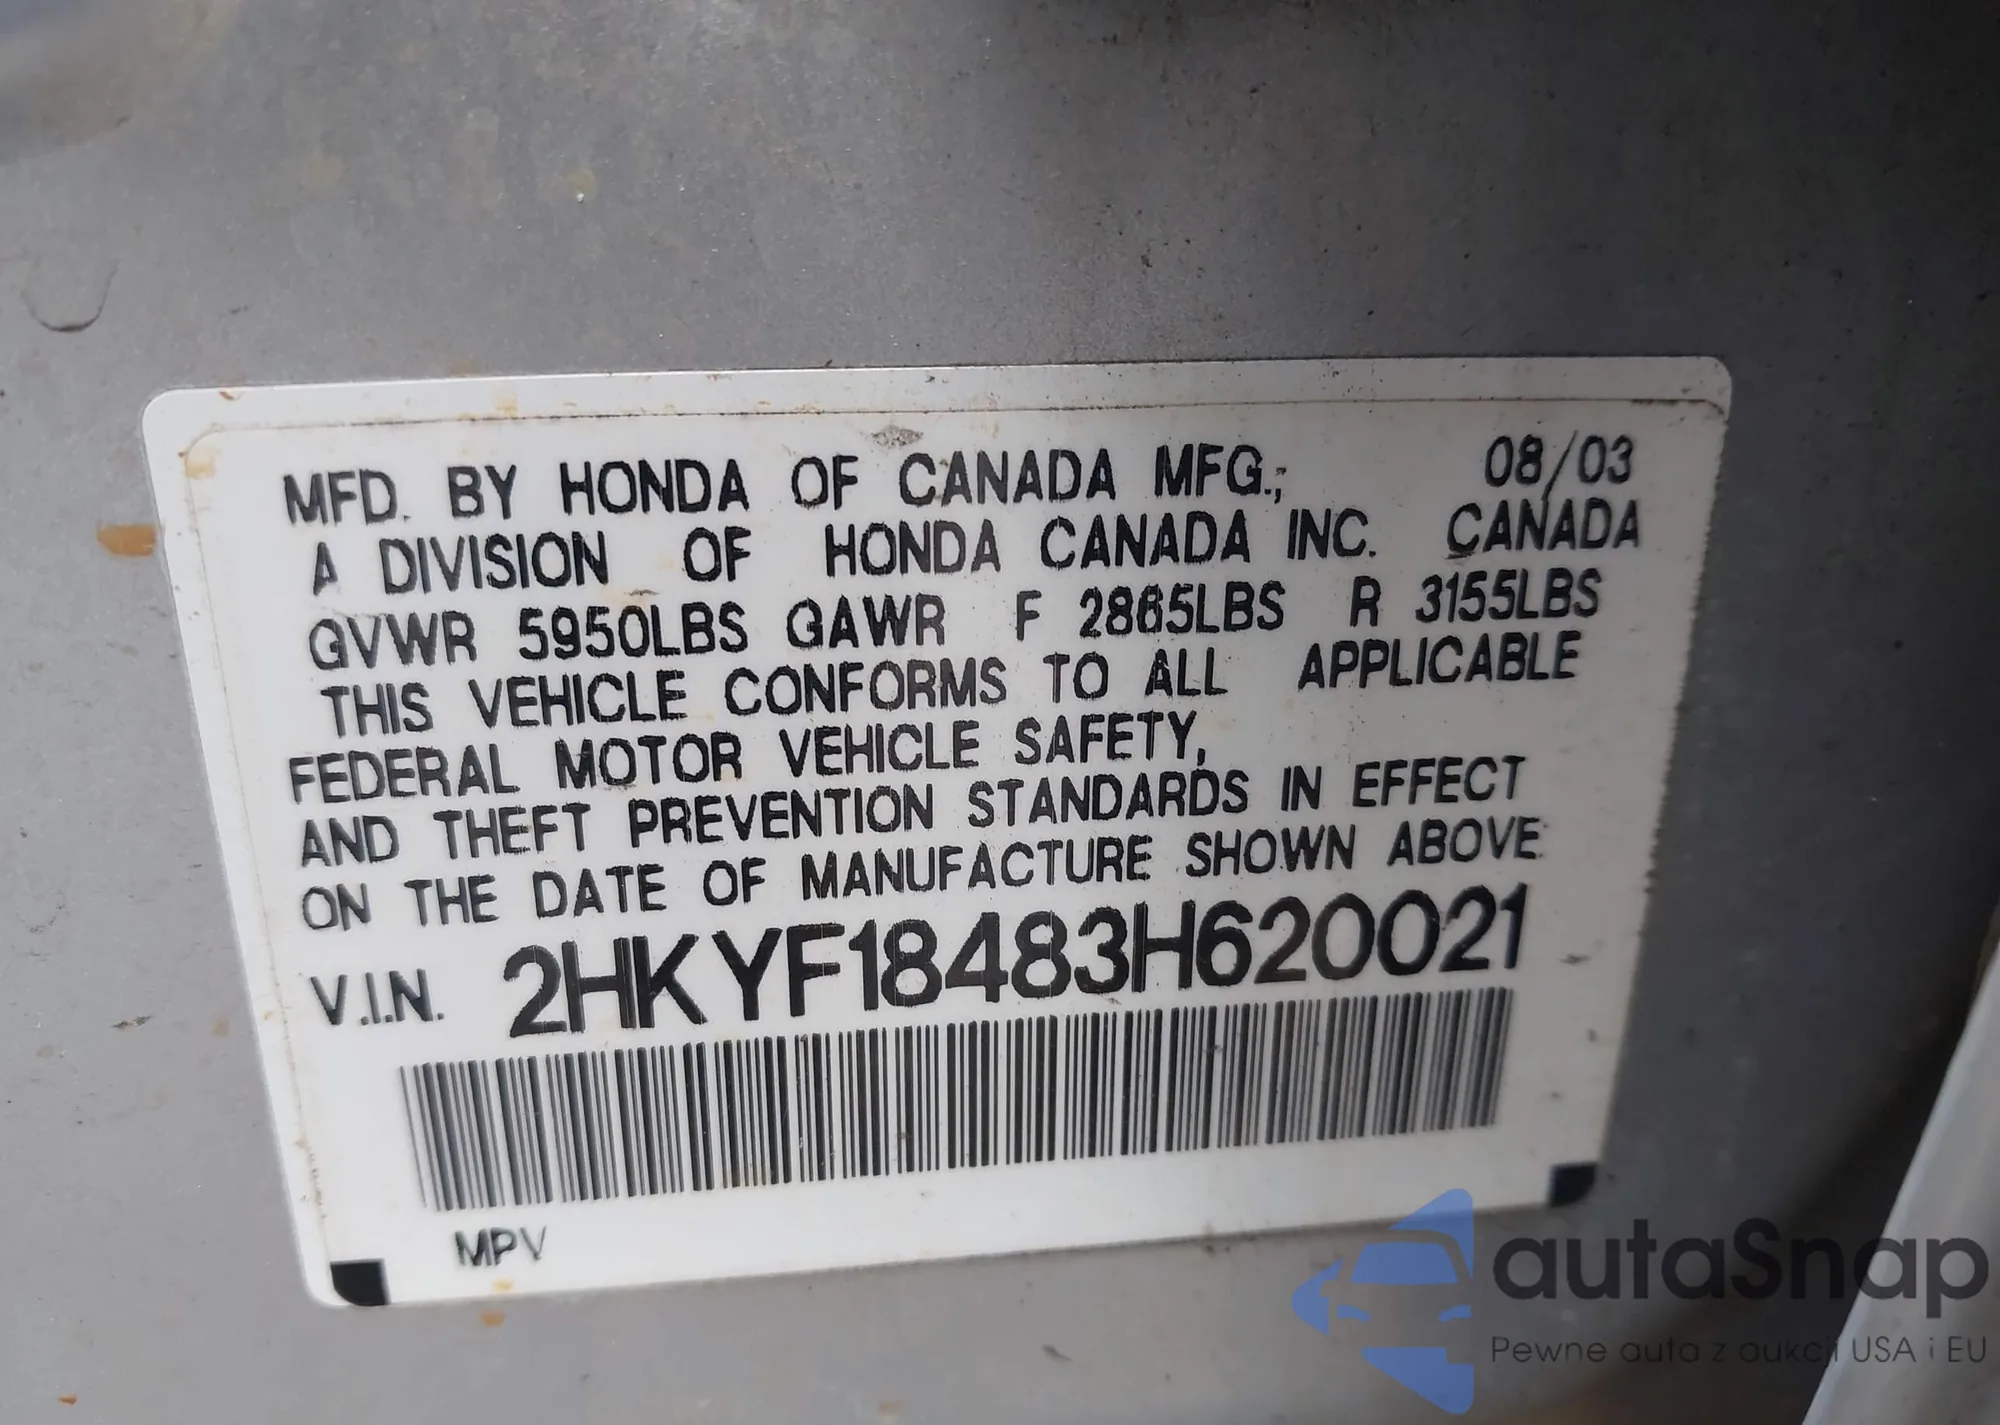 MFD. BY HONDA OF CANADA MFG.; 08/03
A DIVISION OF HONDA CANADA INC. CANADA
GVWR 5950LBS GAWR F 2865LBS R 3155LBS
THIS VEHICLE CONFORMS TO ALL APPLICABLE
FEDERAL MOTOR VEHICLE SAFETY,
AND THEFT PREVENTION STANDARDS IN EFFECT
ON THE DATE OF MANUFACTURE SHOWN ABOVE.
V.I.N. 2HKYF18483H620021
MPV
autaSnap
Pewne auta z aukcji USA i EU